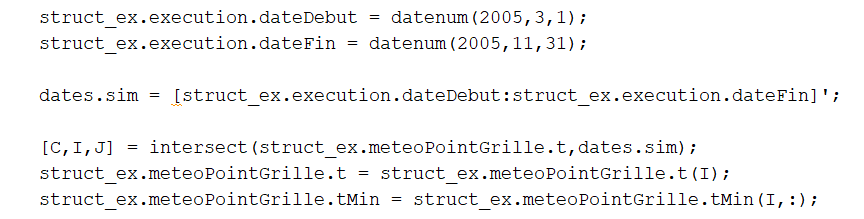 struct_ex.execution.dateDebut = datenum(2005,3,1);
struct_ex.execution.dateFin = datenum(2005,11,31);
dates.sim = [struct_ex.execution.dateDebut:struct_ex.execution.dateFin]';
[C,I,J] = intersect(struct_ex.meteoPointGrille.t,dates.sim);
struct_ex.meteoPointGrille.t = struct_ex.meteoPointGrille.t(I);
struct_ex.meteoPointGrille.tMin = struct_ex.meteoPointGrille.tMin(I,:);